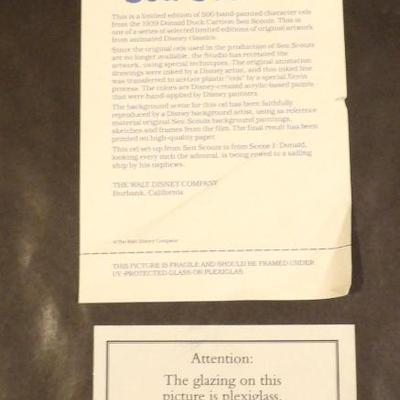 This is a limited edition of 500 hand-painted character cels
from the 1939 Donald Duck Cartoon Sea Scouts. This is
one of a series of selected limited editions of original artwork
from animated Disney classics.
Since the original cels used in the production of Sea Scouts
are no longer available, the Studio has recreated the
artwork, using special techniques. The original animation
drawings were inked by a Disney artist, and this inked line
was transferred to acetate plastic "cels" by a special Xerox
process. The colors are Disney-created acrylic-based paints
that were hand-applied by Disney painters.
The background scene for this cel has been faithfully
reproduced by a Disney background artist, using as reference
material original Sea Scouts background paintings,
sketches and frames from the film. The final result has been
printed on high-quality paper.
This cel set-up from Sea Scouts is from Scene 1: Donald,
looking every inch the admiral, is being rowed to a sailing
ship by his nephews.
THE WALT DISNEY COMPANY
Burbank, California
©The Walt Disney Company
THIS PICTURE IS FRAGILE AND SHOULD BE FRAMED UNDER
UV-PROTECTED GLASS OR PLEXIGLAS
Attention:
The glazing on this
picture is plexiglass.